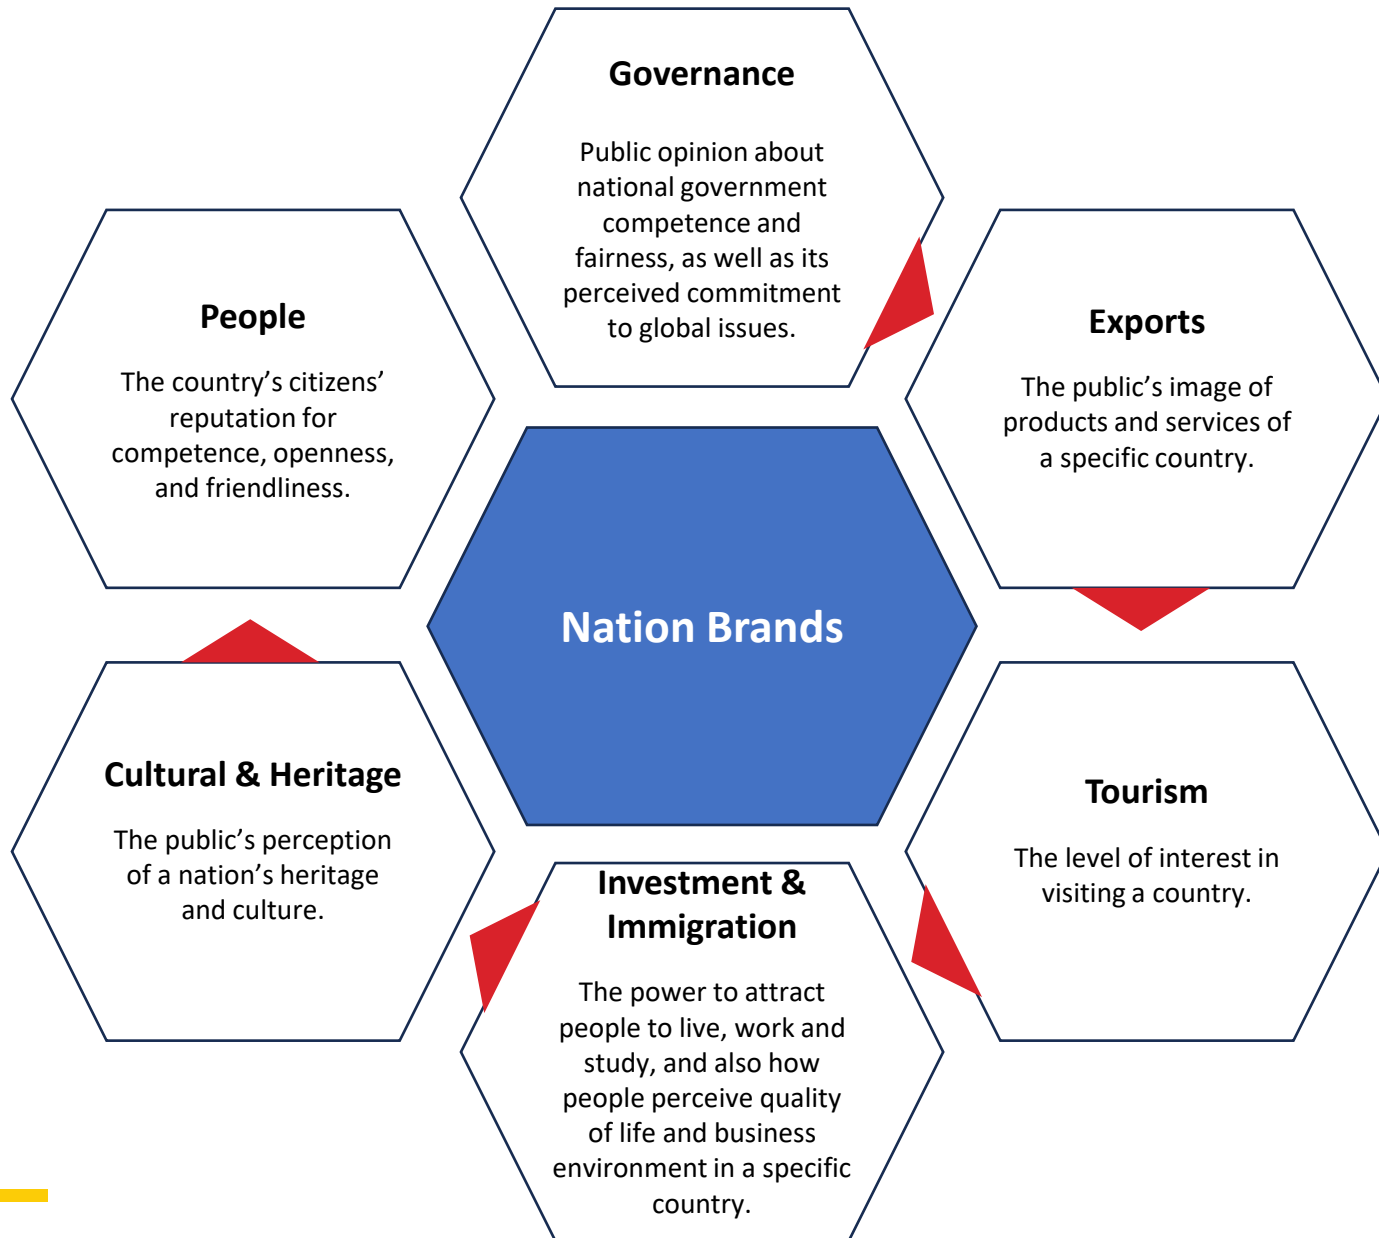 Governance
Public opinion about
national government
competence and
fairness, as well as its
perceived commitment
to global issues.
People
The country’s citizens’
reputation for
competence, openness,
and friendliness.
Exports
The public’s image of
products and services of
a specific country.
Nation Brands
Cultural & Heritage
The public’s perception
of a nation’s heritage
and culture.
Tourism
The level of interest in
visiting a country.
Investment &
Immigration
The power to attract
people to live, work and
study, and also how
people perceive quality
of life and business
environment in a specific
country.